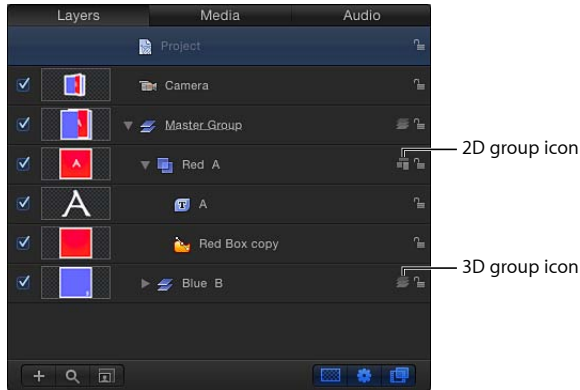 Layers Media Audio
Project
Camera
Master Group
Red A
A
Red Box copy
Blue B
2D group icon
3D group icon